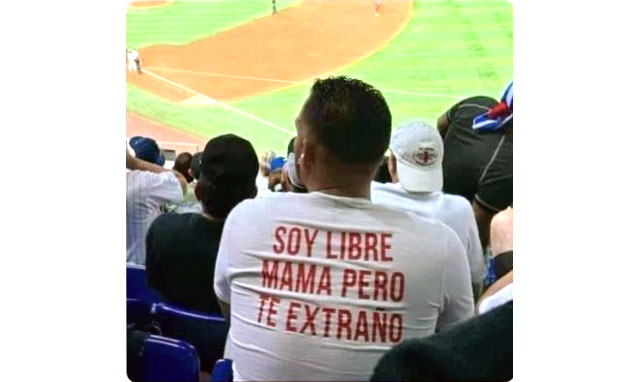 SOY LIBRE
MAMA PERO
TE EXTRAÑO